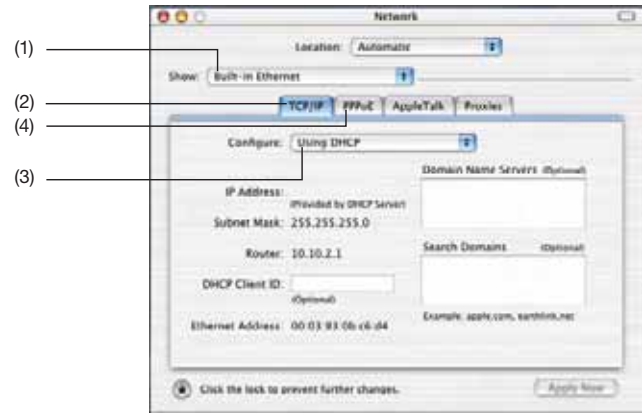 Network
Location: Automatic
(1)
Show: Built-in Ethernet
(2)
TCP/IP PPPoE AppleTalk Proxies
(4)
Configure: Using DHCP
(3)
Domain Name Servers (Optional)
IP Address:
(Provided by DHCP Server)
Subnet Mask: 255.255.255.0
Router: 10.10.2.1
Search Domains (Optional)
DHCP Client ID:
(Optional)
Example: apple.com, earthlink.net
Ethernet Address: 00:03:93:0b:c6:d4
Click the lock to prevent further changes.
Apply Now